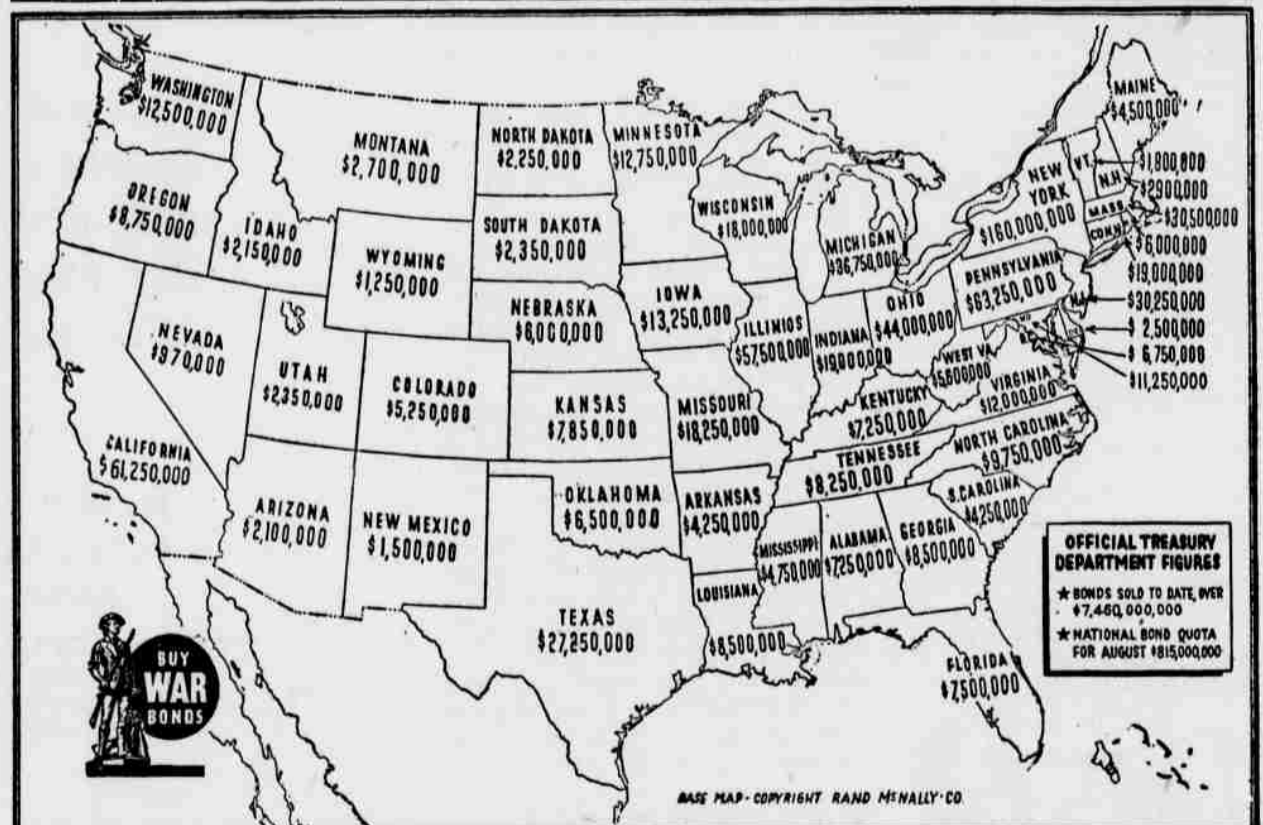 WASHINGTON
$12,500,000
MONTANA
$2,700,000
NORTH DAKOTA
$2,250,000
MINNESOTA
$12,750,000
MAINE
$4,500,000
OREGON
$8,750,000
IDAHO
$2,150,000
WYOMING
$1,250,000
SOUTH DAKOTA
$2,350,000
WISCONSIN
$18,000,000
MICHIGAN
$36,750,000
NEW
YORK
$160,000,000
VT.
N.H.
MASS.
CONN.
$1,800,000
$2900,000
$30,500,000
$6,000,000
$19,000,000
$30,250,000
$2,500,000
$6,750,000
$11,250,000
NEVADA
$970,000
UTAH
$2,350,000
COLORADO
$5,250,000
NEBRASKA
$6,000,000
IOWA
$13,250,000
ILLINIOS
$57,500,000
INDIANA
$19,000,000
OHIO
$44,000,000
PENNSYLVANIA
$63,250,000
N.J.
WEST VA.
$5,600,000
VIRGINIA
$12,000,000
CALIFORNIA
$61,250,000
KANSAS
$7,850,000
MISSOURI
$18,250,000
KENTUCKY
$7,250,000
TENNESSEE
$8,250,000
NORTH CAROLINA
$9,750,000
S.CAROLINA
$4,250,000
ARIZONA
$2,100,000
NEW MEXICO
$1,500,000
OKLAHOMA
$6,500,000
ARKANSAS
$4,250,000
MISSISSIPPI
$4,750,000
ALABAMA
$7,250,000
GEORGIA
$8,500,000
TEXAS
$27,250,000
LOUISIANA
$8,500,000
FLORIDA
$7,500,000
OFFICIAL TREASURY
DEPARTMENT FIGURES
★ BONDS SOLD TO DATE, OVER
$7,460,000,000
★ NATIONAL BOND QUOTA
FOR AUGUST $815,000,000
BUY
WAR
BONDS
BASE MAP-COPYRIGHT RAND MCNALLY-CO.